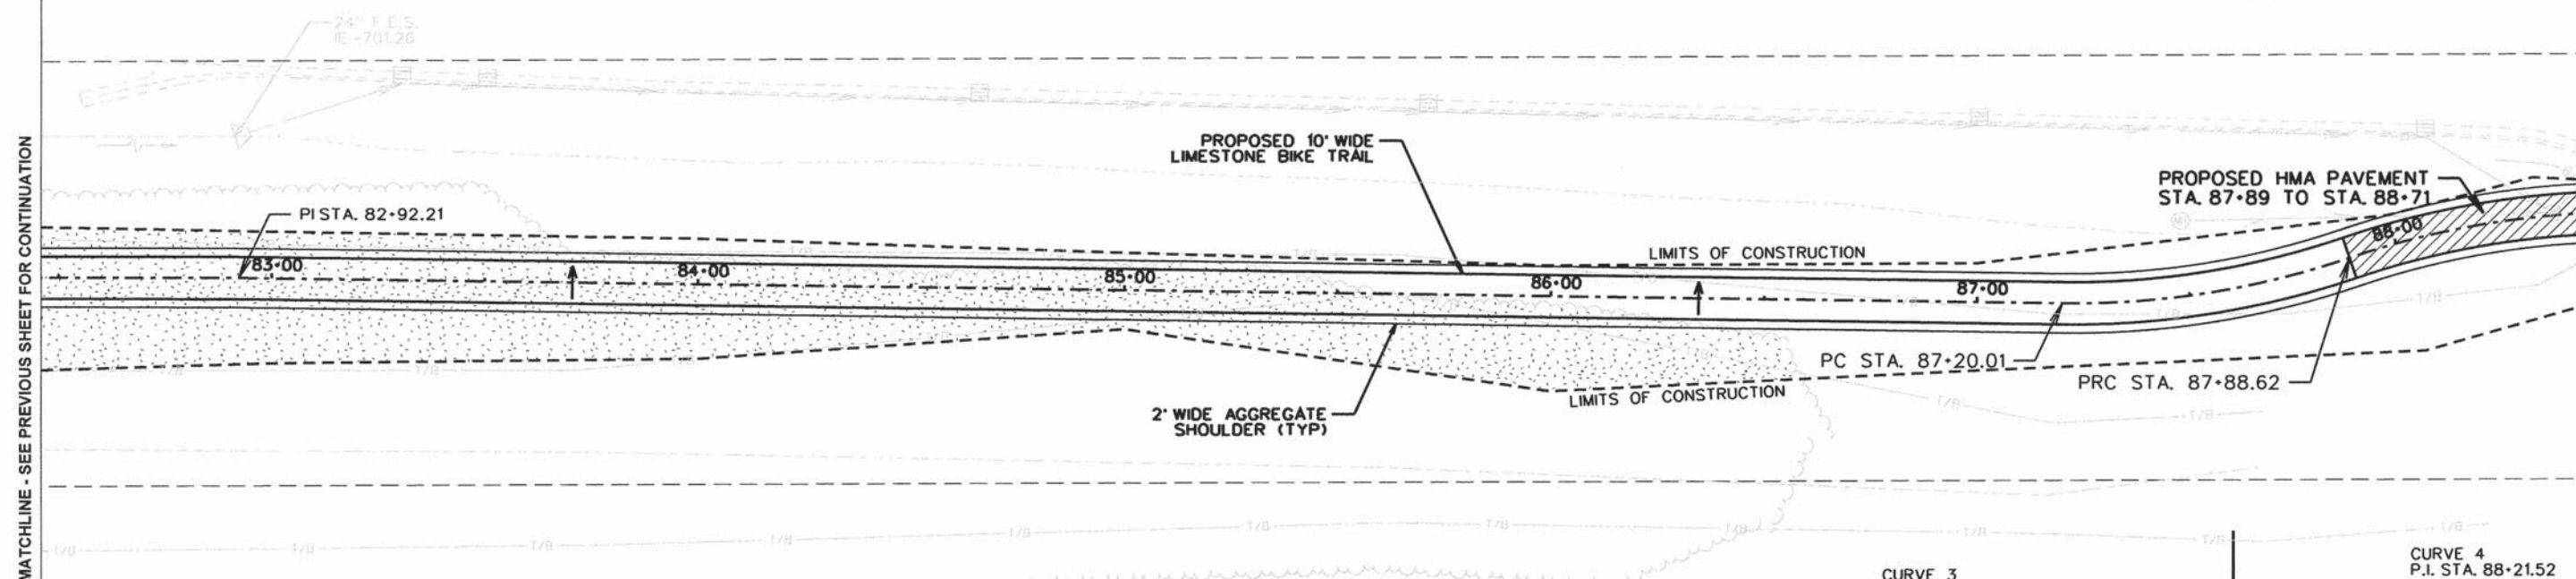 24" F.E.S.
IE.-701.26
MATCHLINE - SEE PREVIOUS SHEET FOR CONTINUATION
PROPOSED 10' WIDE
LIMESTONE BIKE TRAIL
PROPOSED HMA PAVEMENT
STA. 87+89 TO STA. 88+71
PI STA. 82+92.21
LIMITS OF CONSTRUCTION
83+00
84+00
85+00
86+00
87+00
88+00
T/B
T/B
T/B
T/B
T/B
T/B
T/B
T/B
T/B
PC STA. 87+20.01
PRC STA. 87+88.62
LIMITS OF CONSTRUCTION
2' WIDE AGGREGATE
SHOULDER (TYP)
T/B
T/B
T/B
T/B
T/B
T/B
T/B
T/B
T/B
T/B
T/B
T/B
T/B
CURVE 3
CURVE 4
P.I. STA. 88+21.52